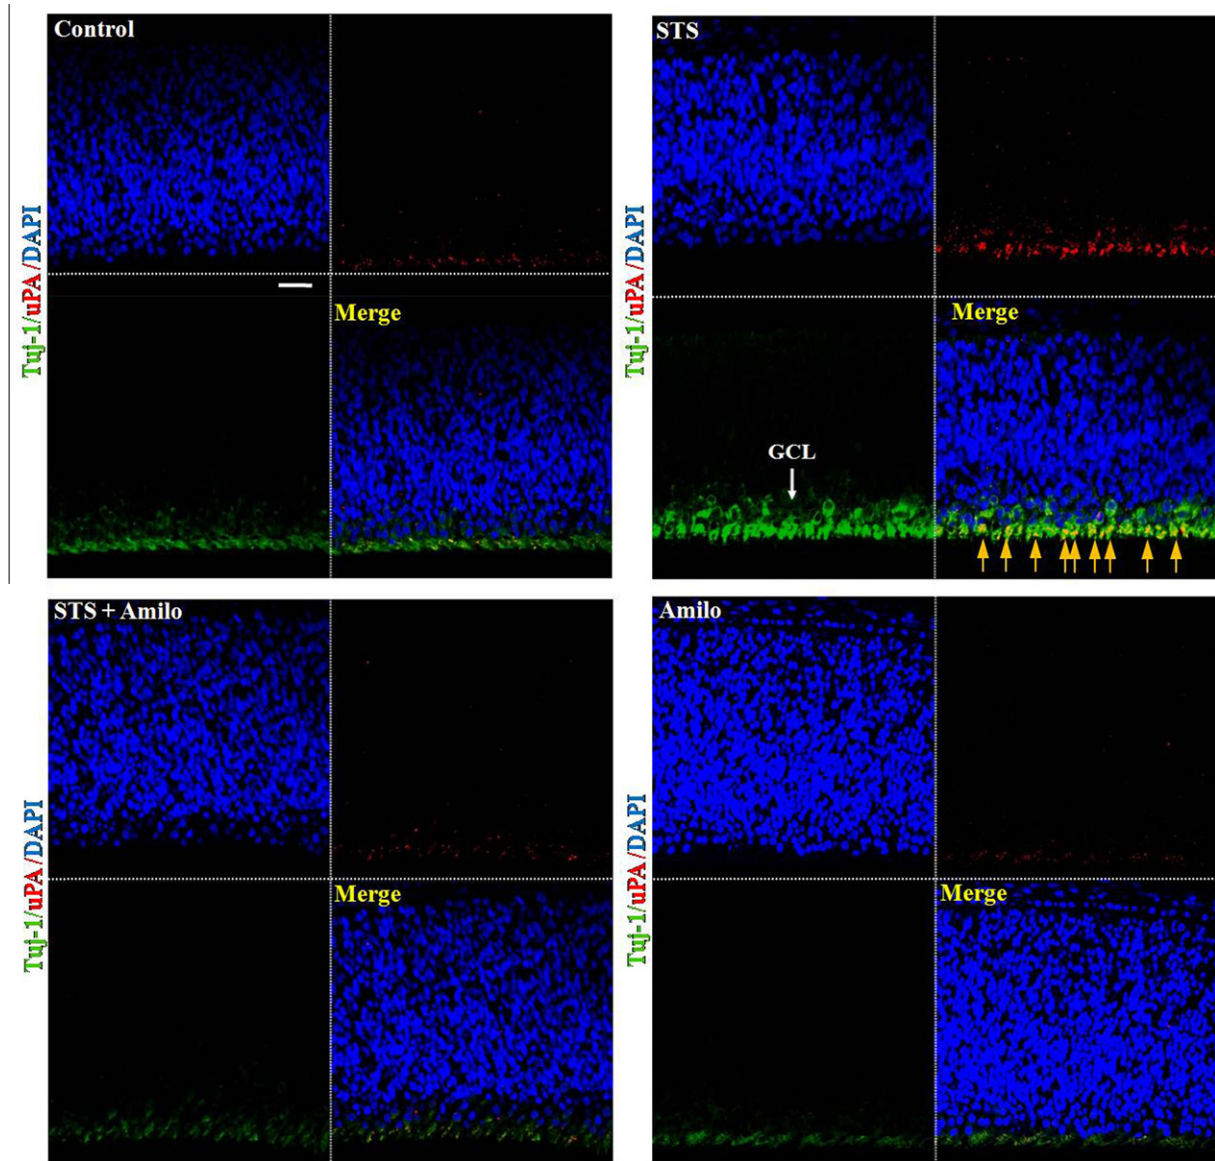 Control
Tuj-1/uPA/DAPI
Merge
STS
Tuj-1/uPA/DAPI
GCL
Merge
STS + Amilo
Tuj-1/uPA/DAPI
Merge
Amilo
Tuj-1/uPA/DAPI
Merge